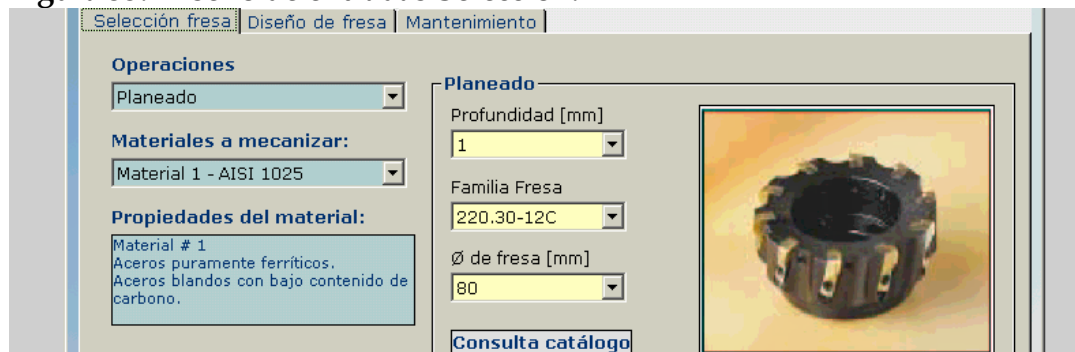 Selección fresa Diseño de fresa Mantenimiento
Operaciones
Planeado
Materiales a mecanizar:
Material 1 - AISI 1025
Propiedades del material:
Material # 1
Aceros puramente ferríticos.
Aceros blandos con bajo contenido de
carbono.
Planeado
Profundidad [mm]
1
Familia Fresa
220.30-12C
Ø de fresa [mm]
80
Consulta catálogo